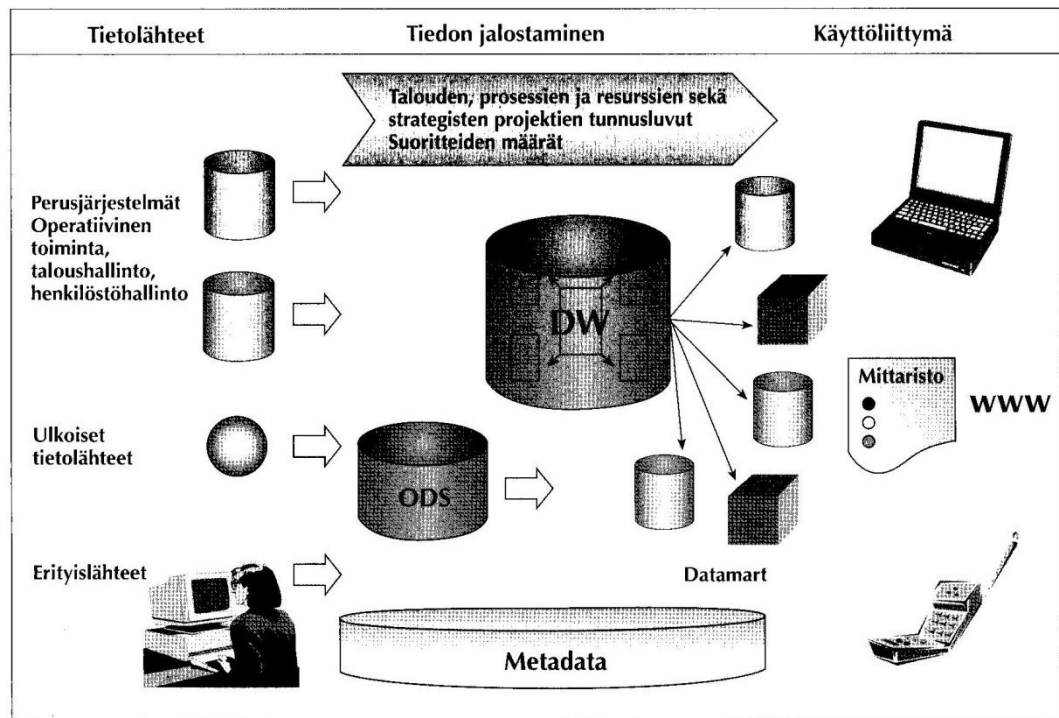 Tietolähteet
Tiedon jalostaminen
Käyttöliittymä
Talouden, prosessien ja resurssien sekä
strategisten projektien tunnusluvut
Suoritteiden määrät
Perusjärjestelmät
Operatiivinen
toiminta,
taloushallinto,
henkilöstöhallinto
DW
Mittaristo
WWW
Ulkoiset
tietolähteet
ODS
Erityislähteet
Datamart
Metadata